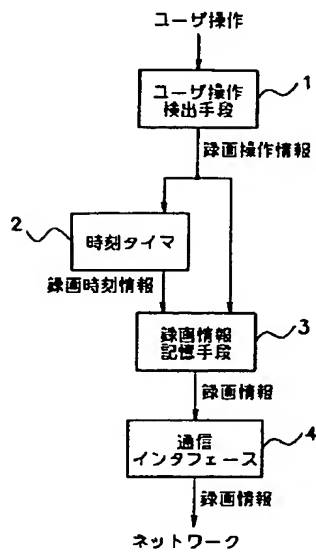 ユーザ操作
1
ユーザ操作
検出手段
録画操作情報
2
時刻タイマ
録画時刻情報
3
録画情報
記憶手段
録画情報
4
通信
インタフェース
録画情報
ネットワーク